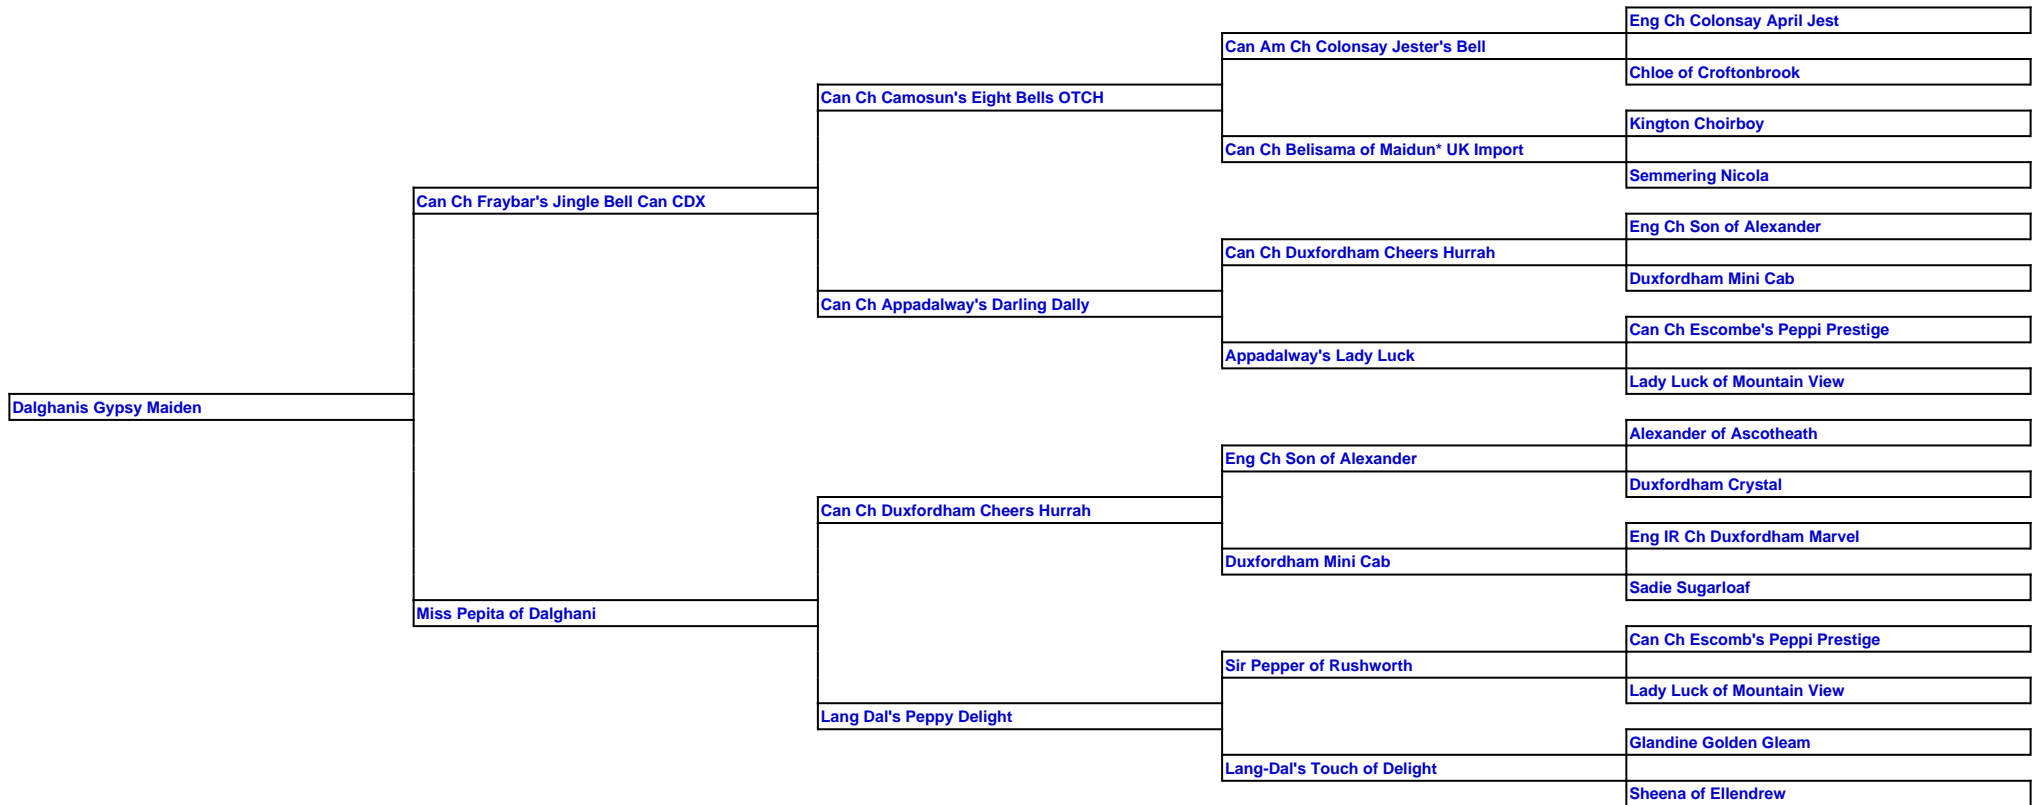 Eng Ch Colonsay April Jest
Can Am Ch Colonsay Jester's Bell
Chloe of Croftonbrook
Can Ch Camosun's Eight Bells OTCH
Kington Choirboy
Can Ch Belisama of Maidun* UK Import
Semmering Nicola
Can Ch Fraybar's Jingle Bell Can CDX
Eng Ch Son of Alexander
Can Ch Duxfordham Cheers Hurrah
Duxfordham Mini Cab
Can Ch Appadalway's Darling Dally
Can Ch Escombe's Peppi Prestige
Appadalway's Lady Luck
Lady Luck of Mountain View
Dalghanis Gypsy Maiden
Alexander of Ascotheath
Eng Ch Son of Alexander
Duxfordham Crystal
Can Ch Duxfordham Cheers Hurrah
Eng IR Ch Duxfordham Marvel
Duxfordham Mini Cab
Sadie Sugarloaf
Miss Pepita of Dalghani
Can Ch Escomb's Peppi Prestige
Sir Pepper of Rushworth
Lady Luck of Mountain View
Lang Dal's Peppy Delight
Glandine Golden Gleam
Lang-Dal's Touch of Delight
Sheena of Ellendrew